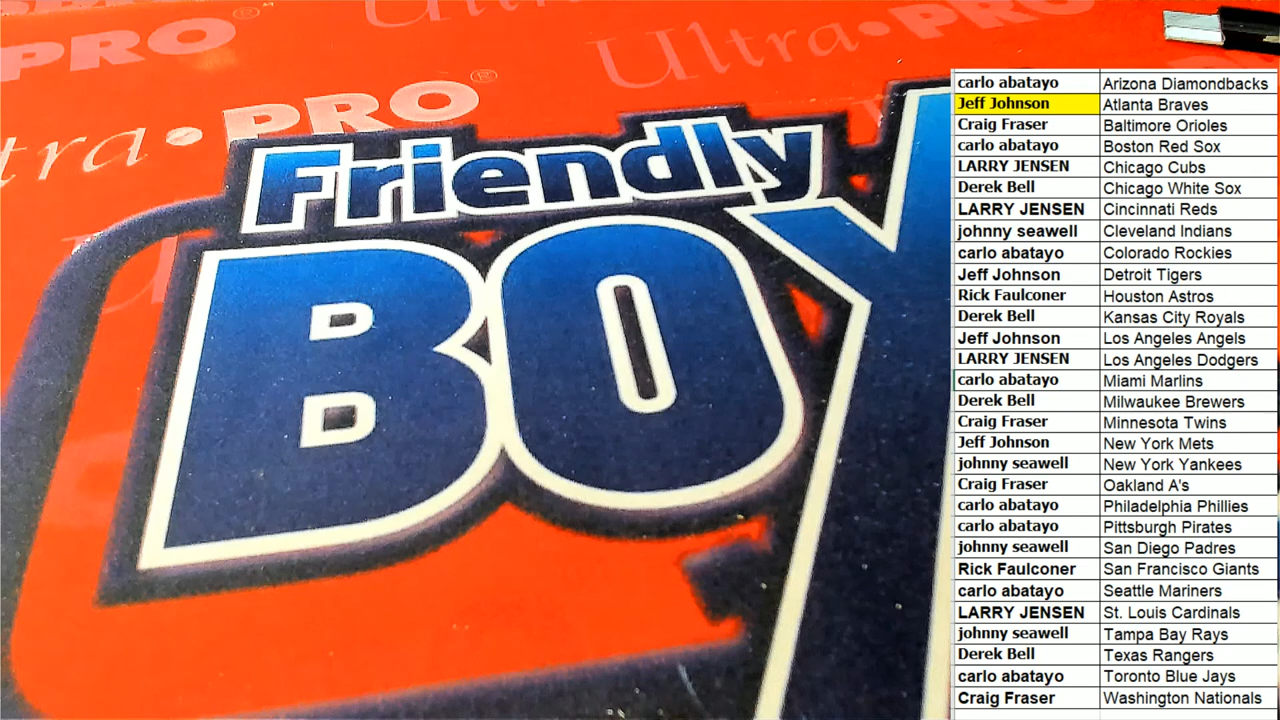 Ultra•PRO®
Ultra•PRO
Ultra•PRO®
Friendly
BOY
carlo abatayo Arizona Diamondbacks
Jeff Johnson Atlanta Braves
Craig Fraser Baltimore Orioles
carlo abatayo Boston Red Sox
LARRY JENSEN Chicago Cubs
Derek Bell Chicago White Sox
LARRY JENSEN Cincinnati Reds
johnny seawell Cleveland Indians
carlo abatayo Colorado Rockies
Jeff Johnson Detroit Tigers
Rick Faulconer Houston Astros
Derek Bell Kansas City Royals
Jeff Johnson Los Angeles Angels
LARRY JENSEN Los Angeles Dodgers
carlo abatayo Miami Marlins
Derek Bell Milwaukee Brewers
Craig Fraser Minnesota Twins
Jeff Johnson New York Mets
johnny seawell New York Yankees
Craig Fraser Oakland A's
carlo abatayo Philadelphia Phillies
carlo abatayo Pittsburgh Pirates
johnny seawell San Diego Padres
Rick Faulconer San Francisco Giants
carlo abatayo Seattle Mariners
LARRY JENSEN St. Louis Cardinals
johnny seawell Tampa Bay Rays
Derek Bell Texas Rangers
carlo abatayo Toronto Blue Jays
Craig Fraser Washington Nationals